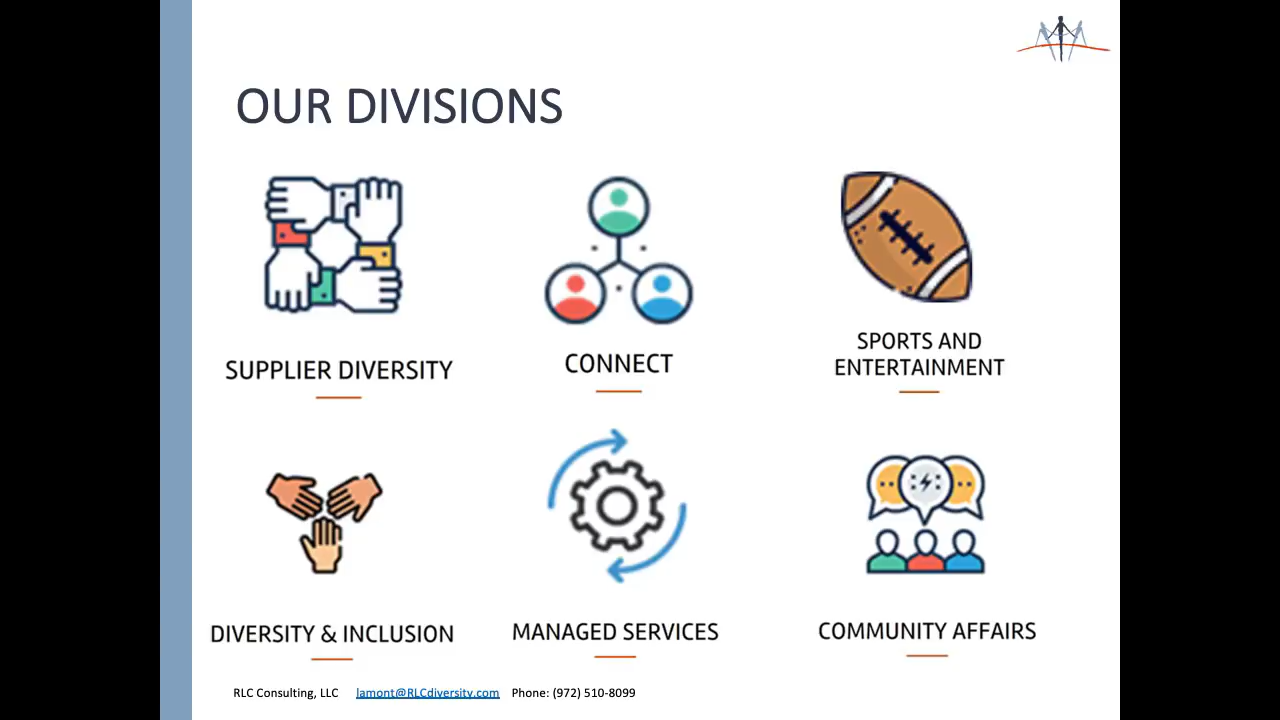 OUR DIVISIONS
SUPPLIER DIVERSITY
CONNECT
SPORTS AND
ENTERTAINMENT
DIVERSITY & INCLUSION
MANAGED SERVICES
COMMUNITY AFFAIRS
RLC Consulting, LLC lamont@RLCdiversity.com Phone: (972) 510-8099